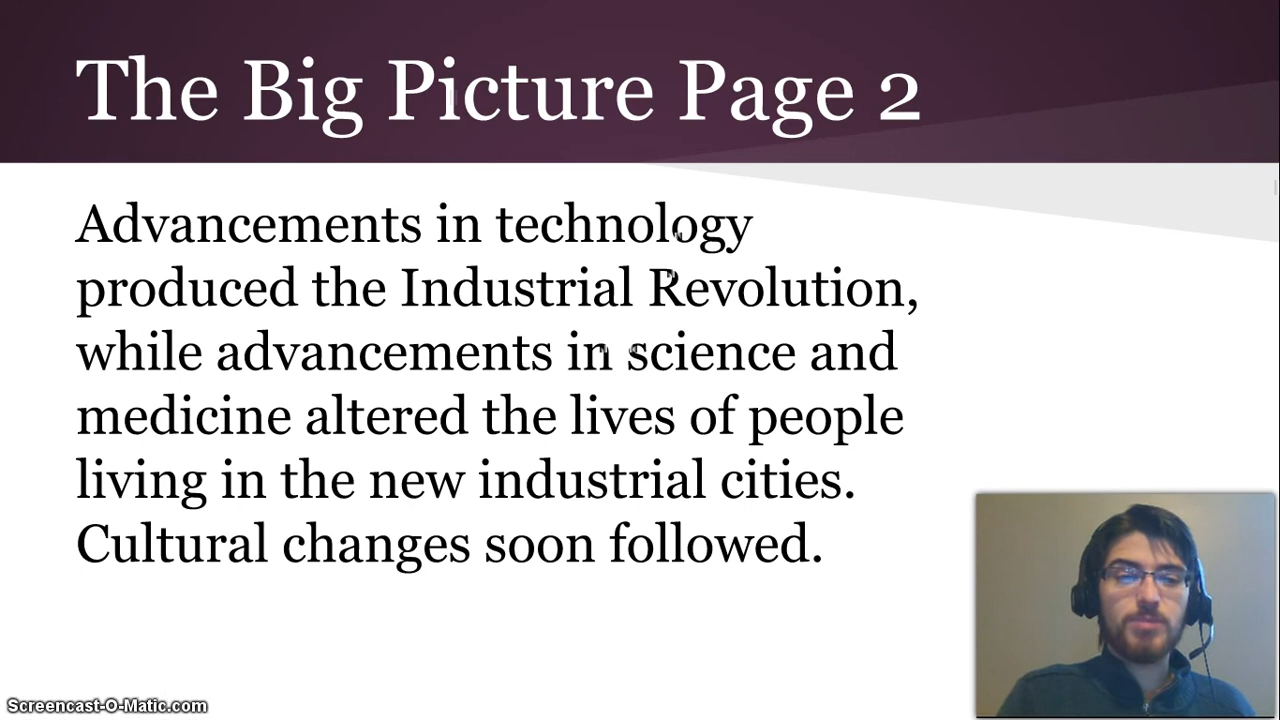 The Big Picture Page 2
Advancements in technology
produced the Industrial Revolution,
while advancements in science and
medicine altered the lives of people
living in the new industrial cities.
Cultural changes soon followed.
Screencast-O-Matic.com